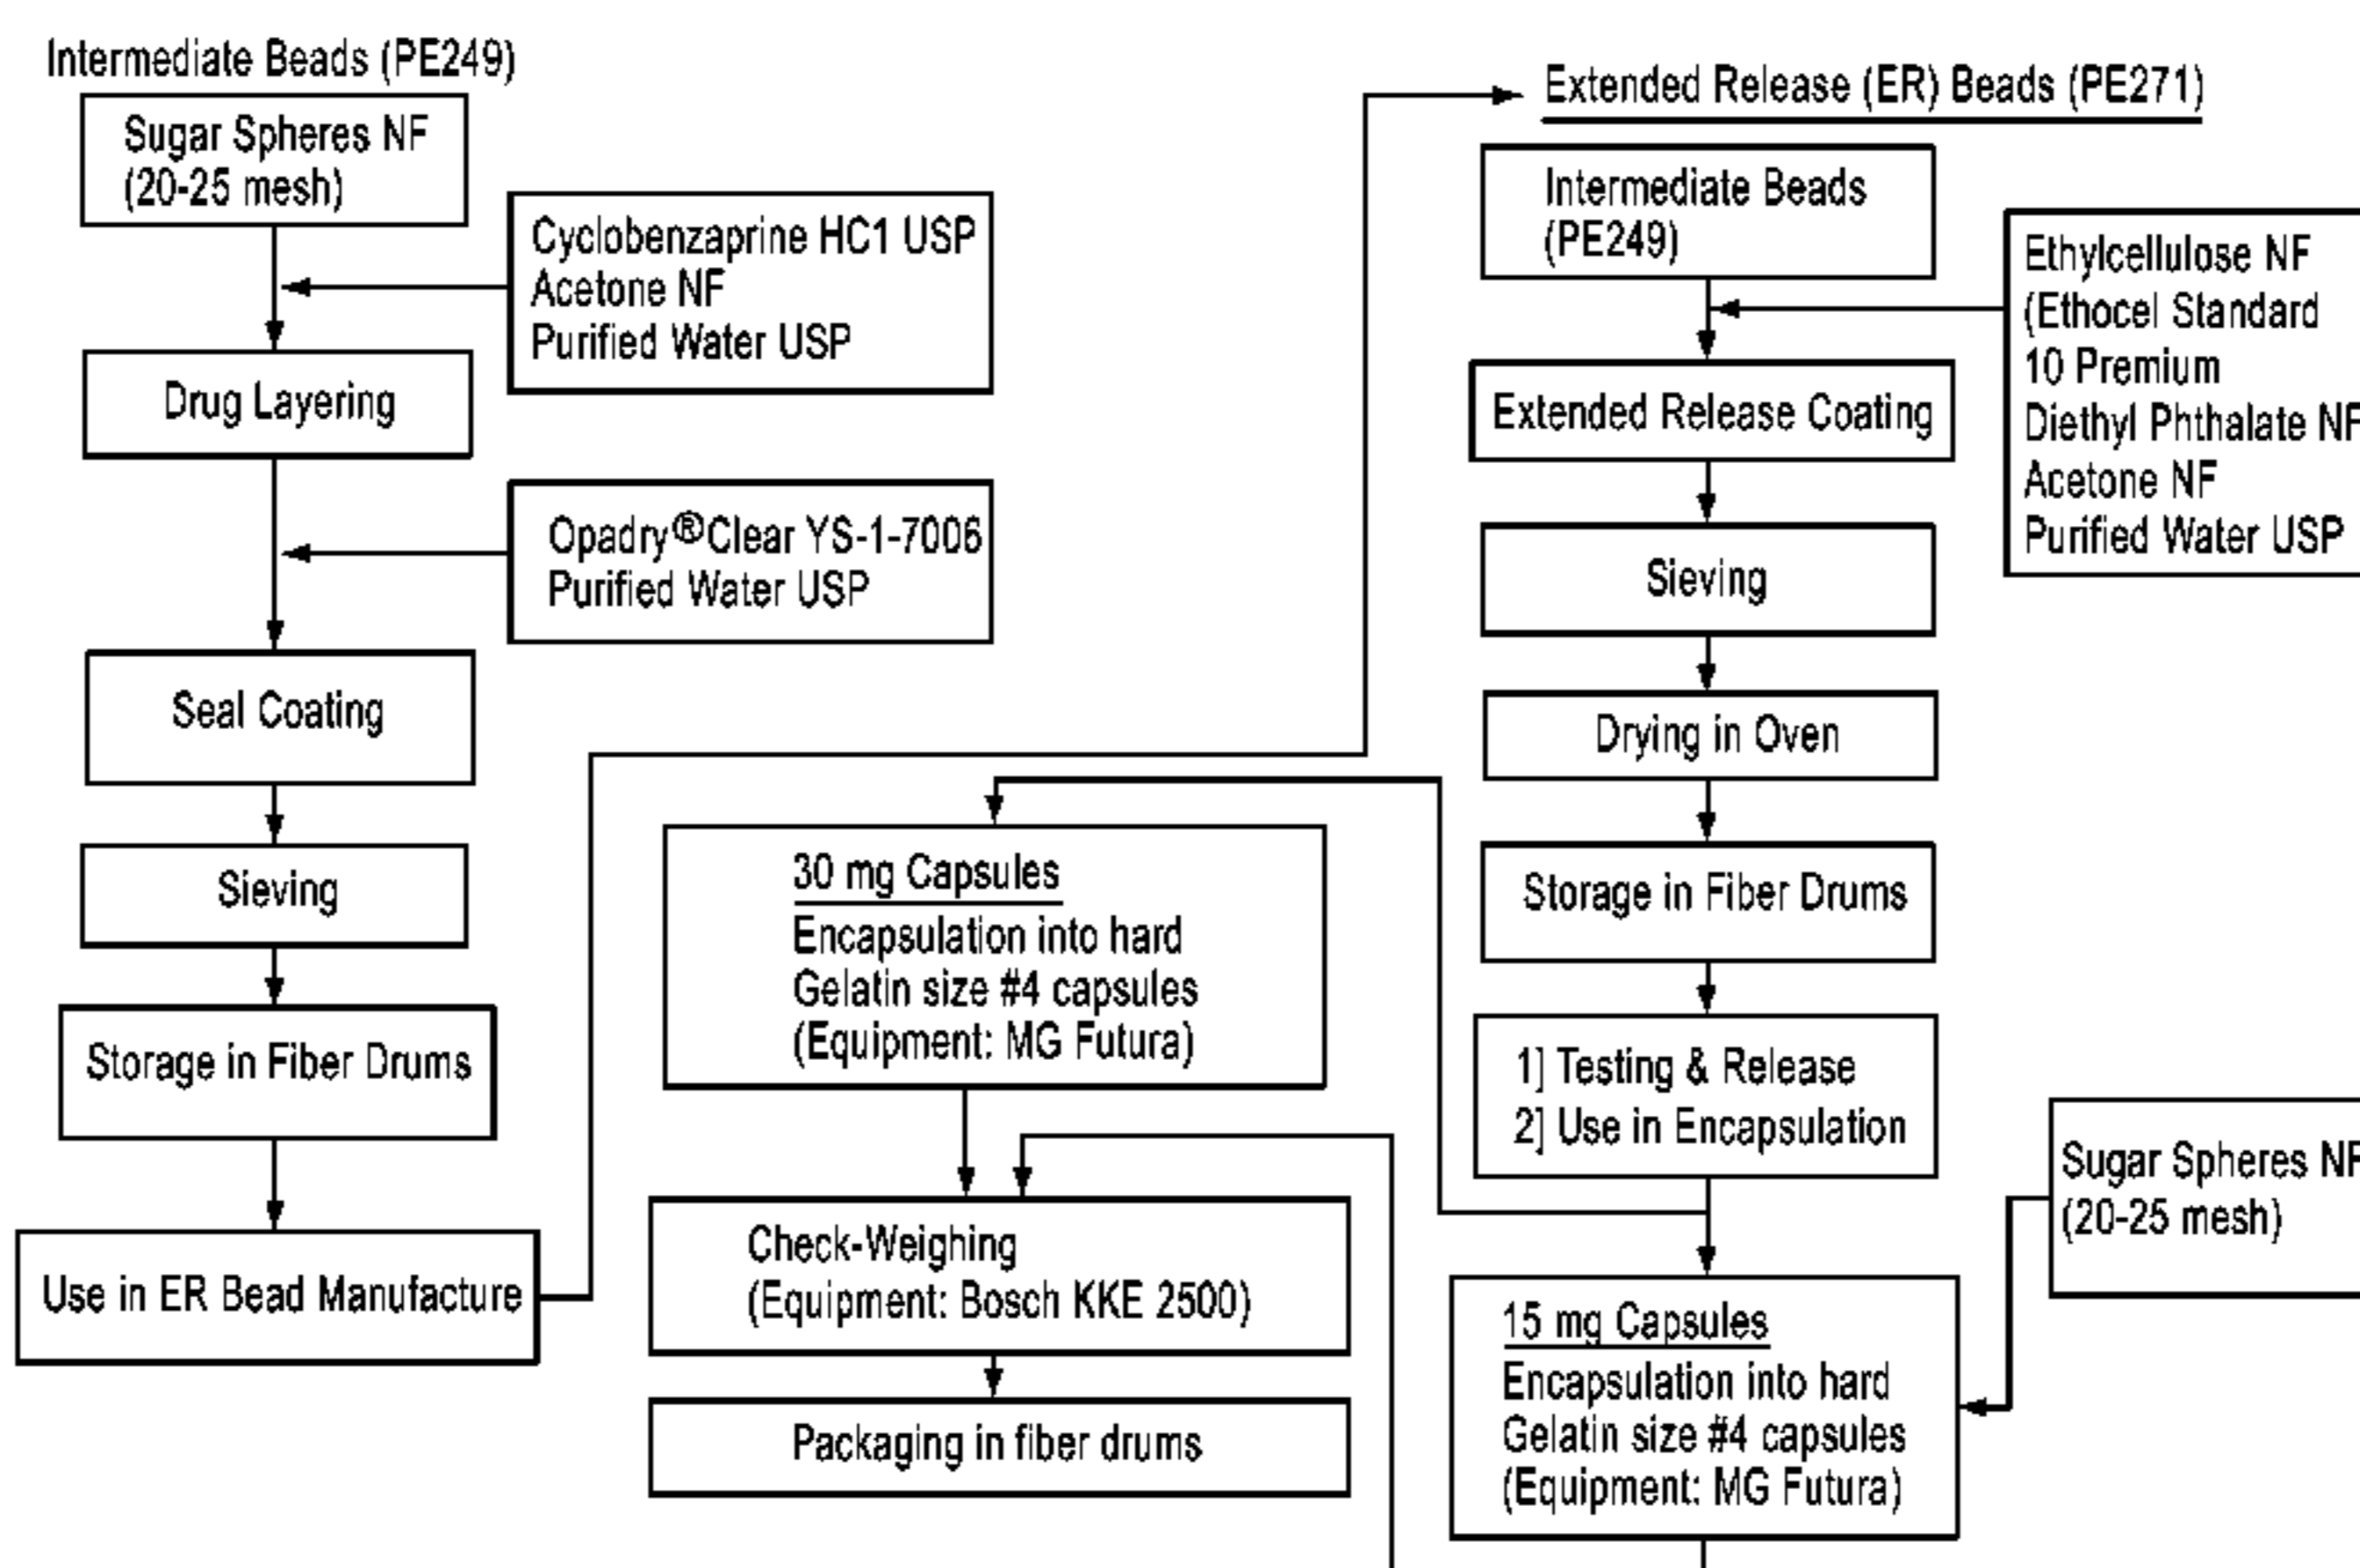 Intermediate Beads (PE249)
Sugar Spheres NF
(20-25 mesh)
Cyclobenzaprine HC1 USP
Acetone NF
Purified Water USP
Drug Layering
Opadry®Clear YS-1-7006
Purified Water USP
Seal Coating
Sieving
Storage in Fiber Drums
Use in ER Bead Manufacture
Extended Release (ER) Beads (PE271)
Intermediate Beads
(PE249)
Ethylcellulose NF
(Ethocel Standard
10 Premium
Diethyl Phthalate NF
Acetone NF
Purified Water USP
Extended Release Coating
Sieving
Drying in Oven
Storage in Fiber Drums
1] Testing & Release
2] Use in Encapsulation
Sugar Spheres NF
(20-25 mesh)
15 mg Capsules
Encapsulation into hard
Gelatin size #4 capsules
(Equipment: MG Futura)
30 mg Capsules
Encapsulation into hard
Gelatin size #4 capsules
(Equipment: MG Futura)
Check-Weighing
(Equipment: Bosch KKE 2500)
Packaging in fiber drums